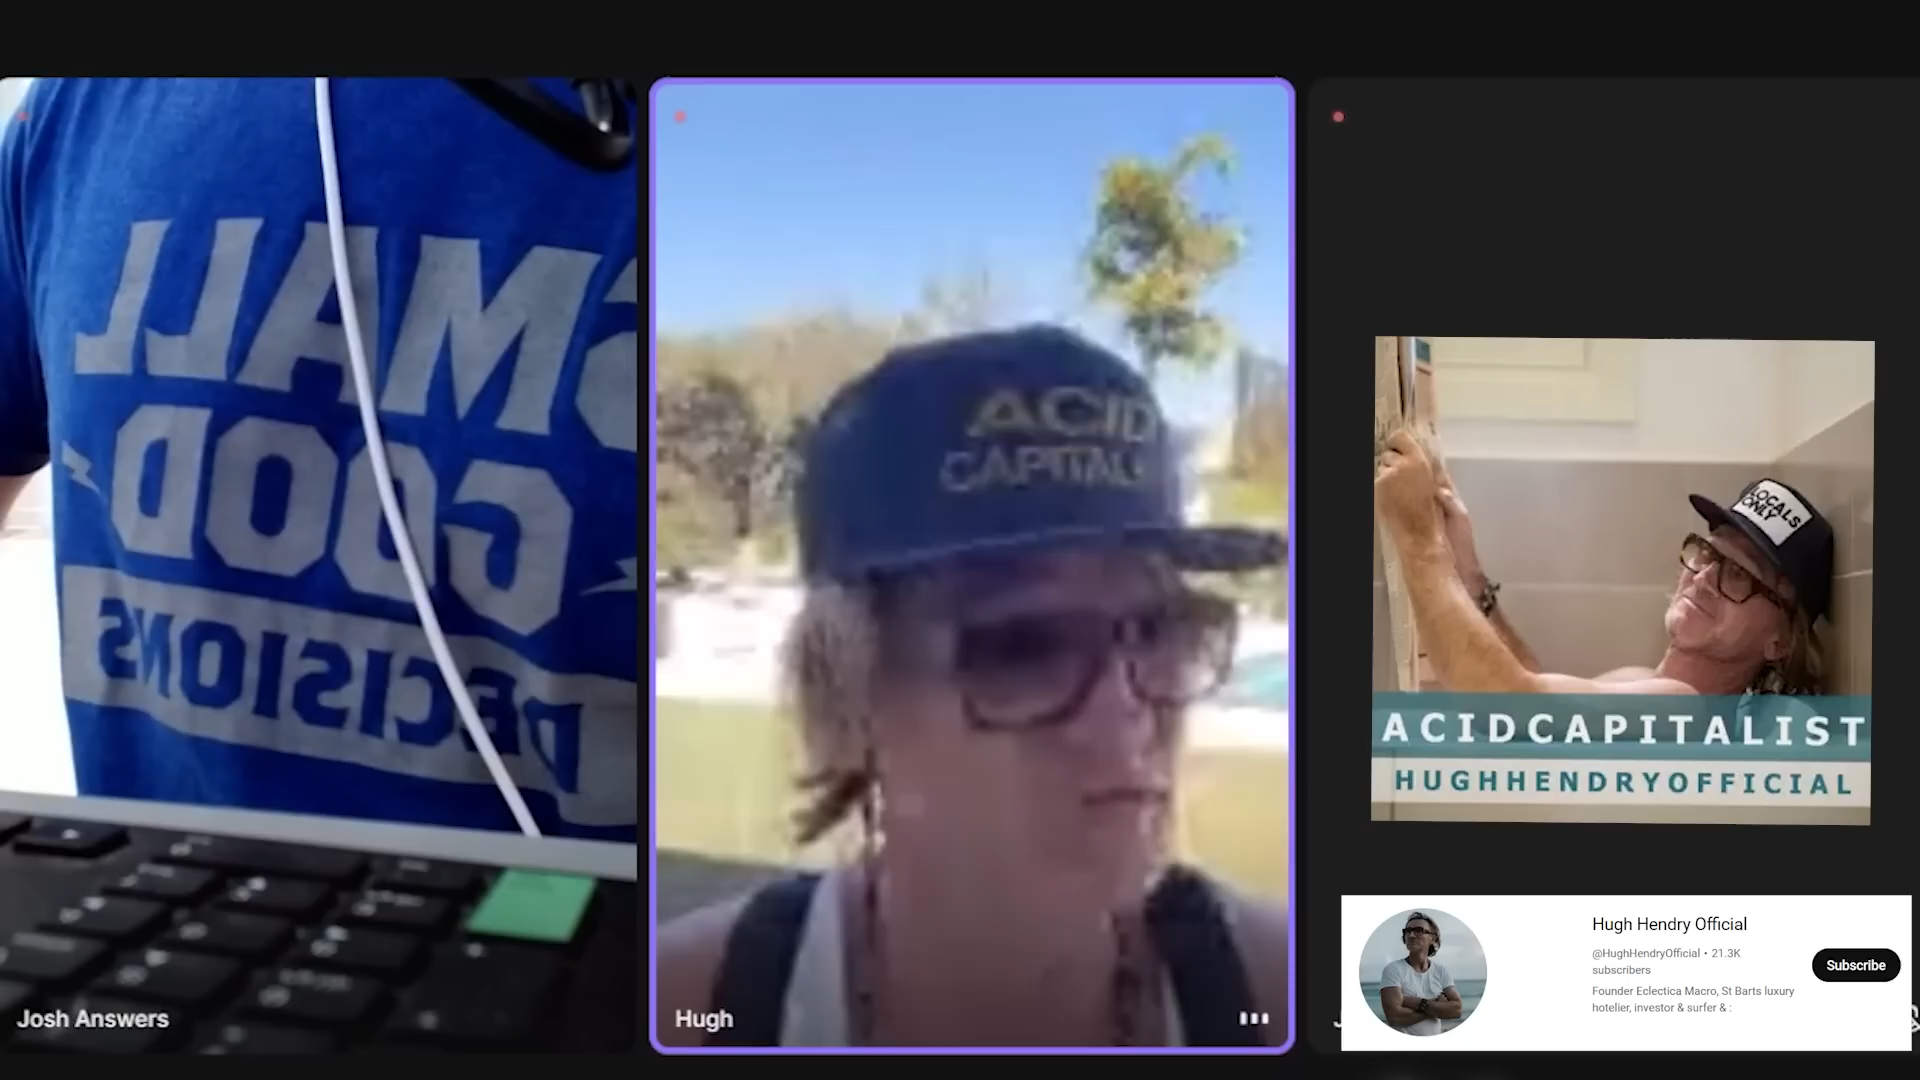 SMALL
GOOD
DECISIONS
Josh Answers
ACID
CAPITALI
Hugh
LOCALS
ONLY
ACIDCAPITALIST
HUGHHENDRYOFFICIAL
Hugh Hendry Official
@HughHendryOfficial • 21.3K
subscribers
Founder Eclectica Macro, St Barts luxury
hotelier, investor & surfer & :
Subscribe